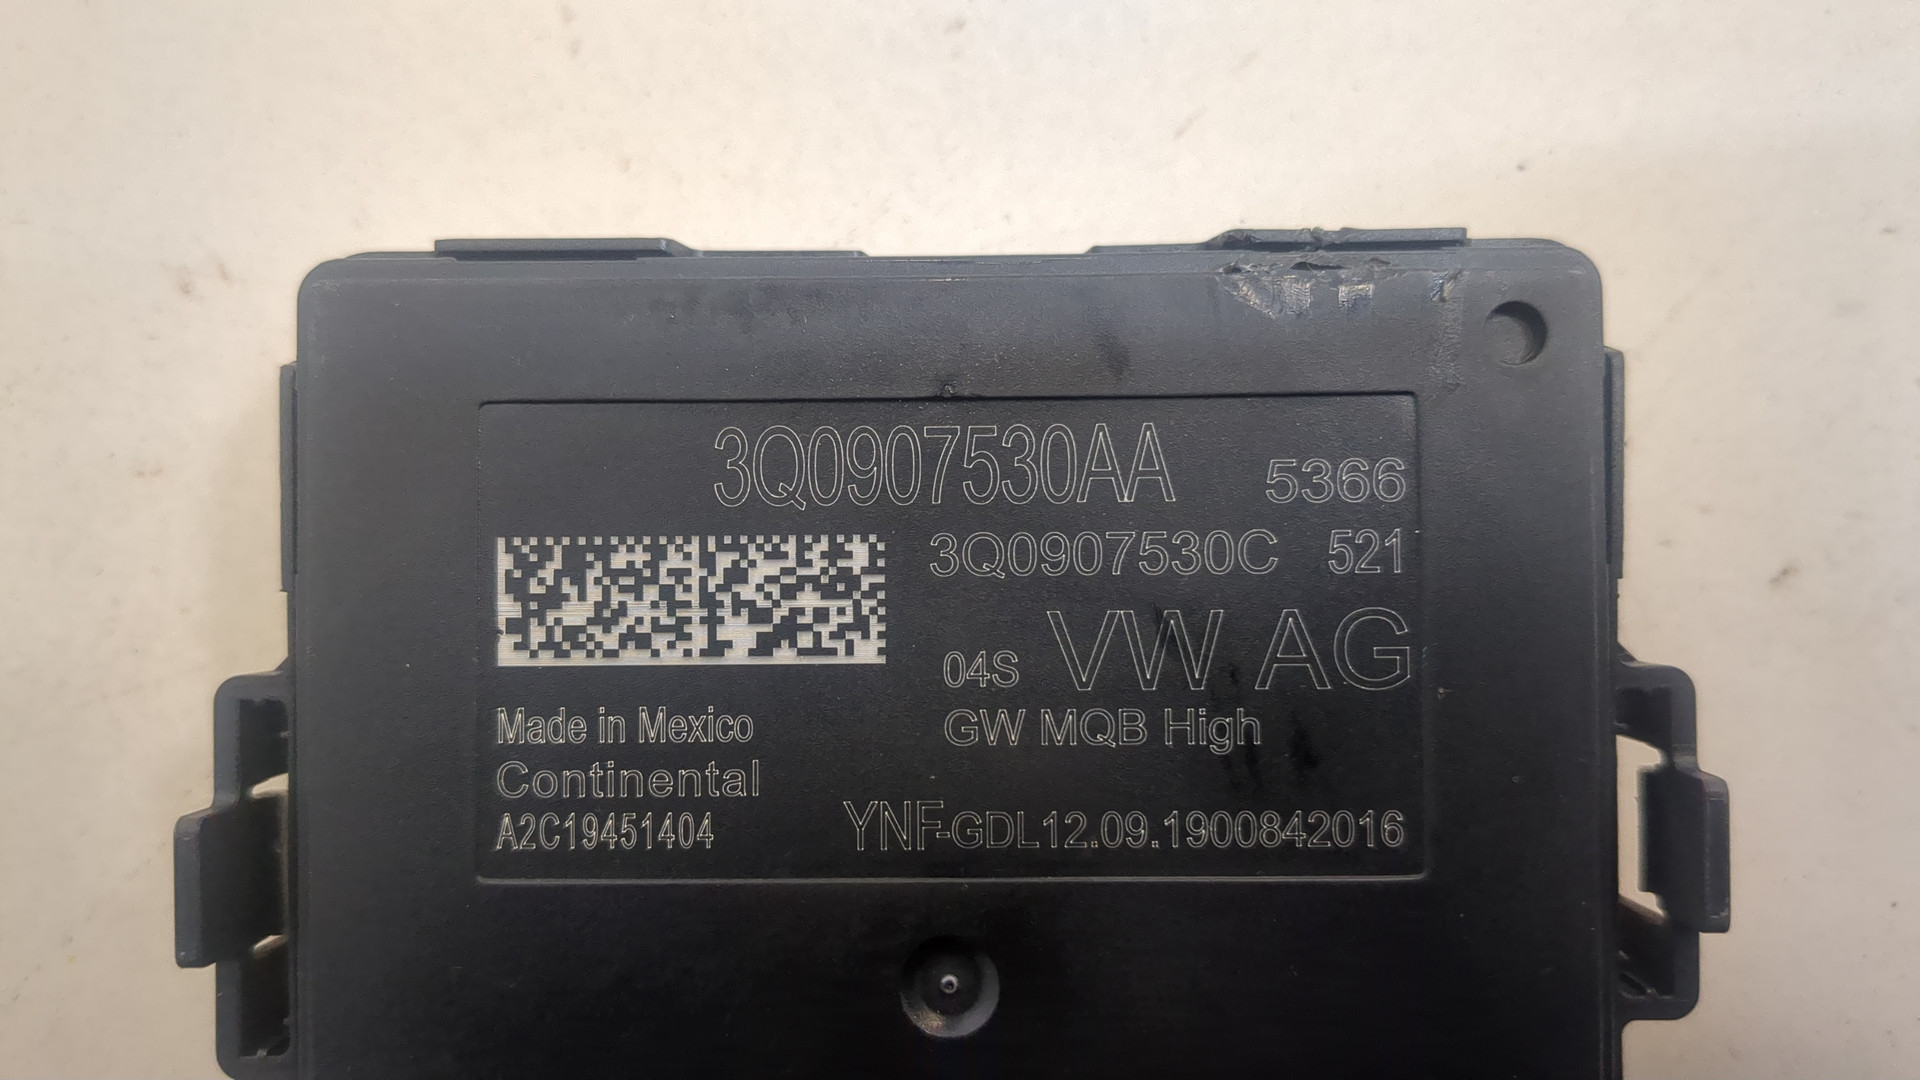 3Q0907530AA 5366
3Q0907530C 521
04S VW AG
GW MQB High
Made in Mexico
Continental
A2C19451404
YNF-GDL12.09.1900842016